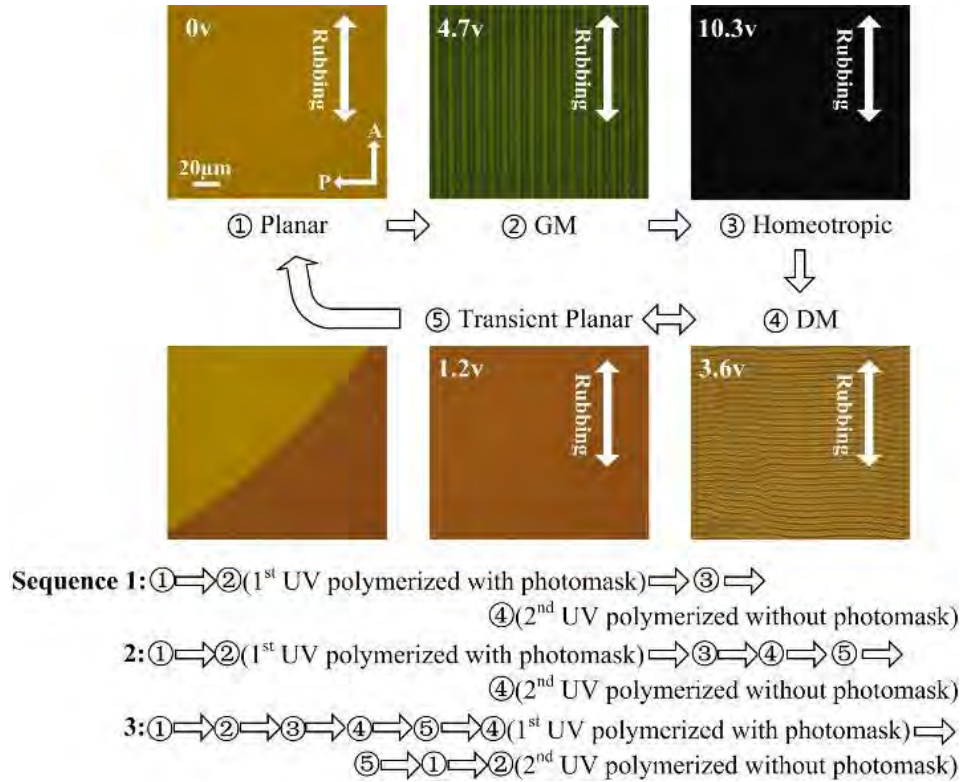 0v
Rubbing
A
P
20μm
4.7v
Rubbing
10.3v
Rubbing
① Planar ⇨ ② GM ⇨ ③ Homeotropic
⑤ Transient Planar ⇔ ④ DM
1.2v
Rubbing
3.6v
Rubbing
Sequence 1:①⇨②(1st UV polymerized with photomask)⇨③⇨
④(2nd UV polymerized without photomask)
2:①⇨②(1st UV polymerized with photomask)⇨③⇨④⇨⑤⇨
④(2nd UV polymerized without photomask)
3:①⇨②⇨③⇨④⇨⑤⇨④(1st UV polymerized with photomask)⇨
⑤⇨①⇨②(2nd UV polymerized without photomask)